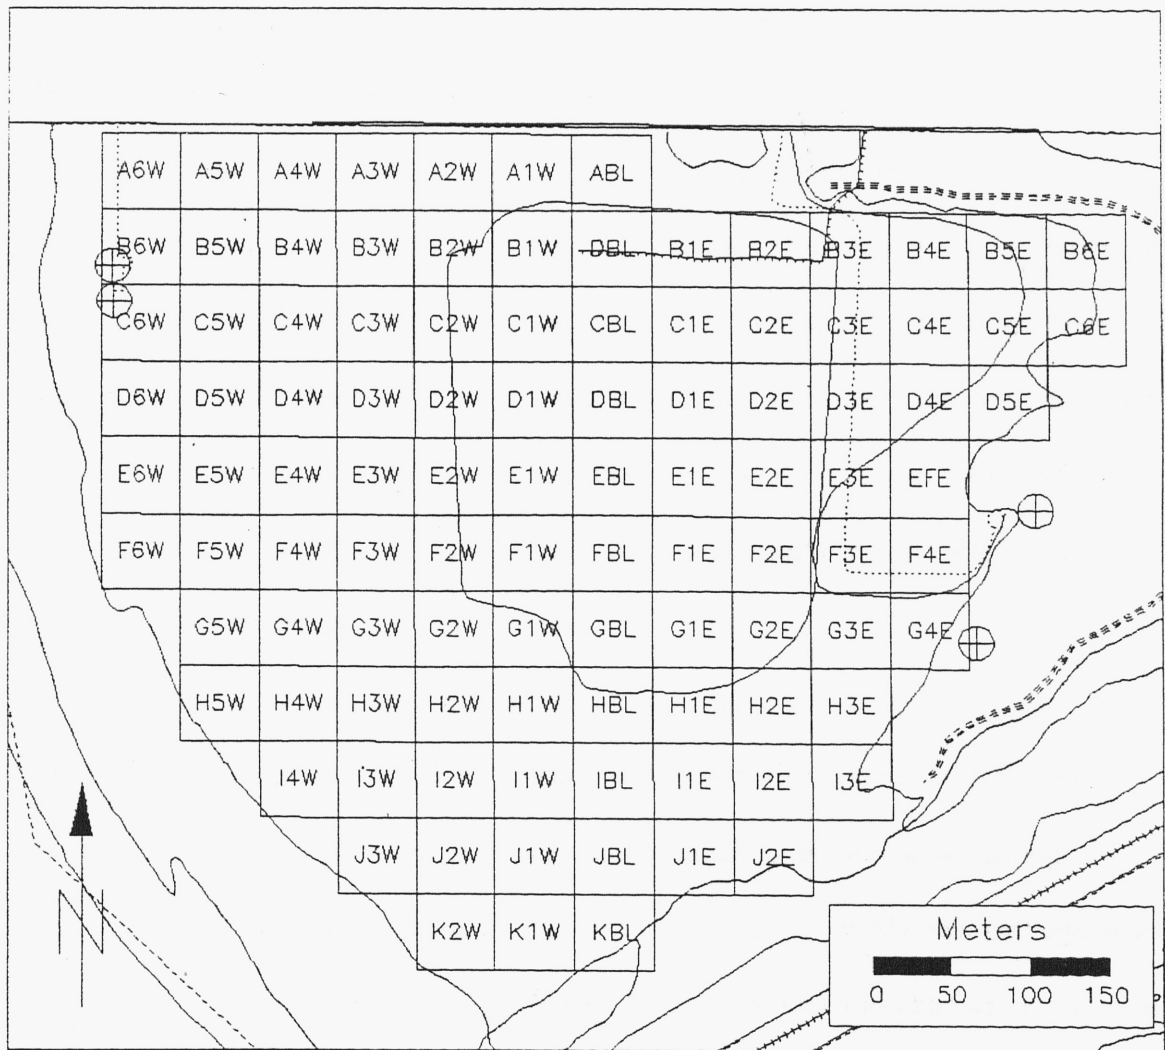 A6W A5W A4W A3W A2W A1W ABL
B6W B5W B4W B3W B2W B1W DBL B1E B2E B3E B4E B5E B6E
C6W C5W C4W C3W C2W C1W CBL C1E C2E C3E C4E C5E C6E
D6W D5W D4W D3W D2W D1W DBL D1E D2E D3E D4E D5E
E6W E5W E4W E3W E2W E1W EBL E1E E2E E3E EFE
F6W F5W F4W F3W F2W F1W FBL F1E F2E F3E F4E
G5W G4W G3W G2W G1W GBL G1E G2E G3E G4E
H5W H4W H3W H2W H1W HBL H1E H2E H3E
I4W I3W I2W I1W IBL I1E I2E I3E
J3W J2W J1W JBL J1E J2E
K2W K1W KBL
N
Meters
0 50 100 150